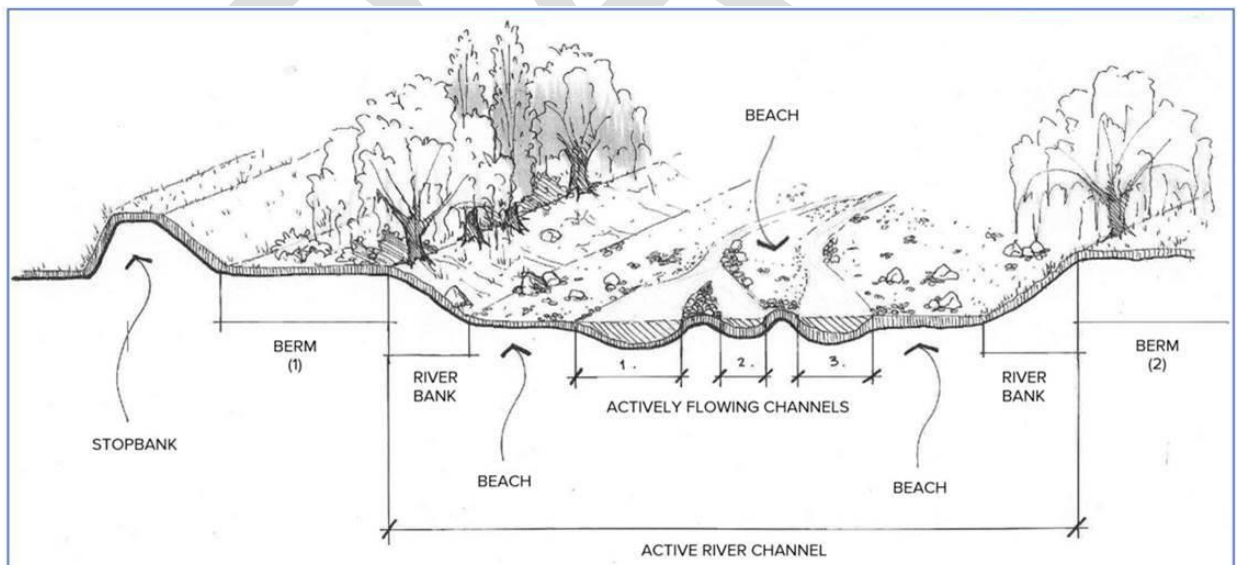 BEACH
BERM
(1)
BERM
(2)
RIVER
BANK
1.
2.
3.
RIVER
BANK
ACTIVELY FLOWING CHANNELS
STOPBANK
BEACH
BEACH
ACTIVE RIVER CHANNEL